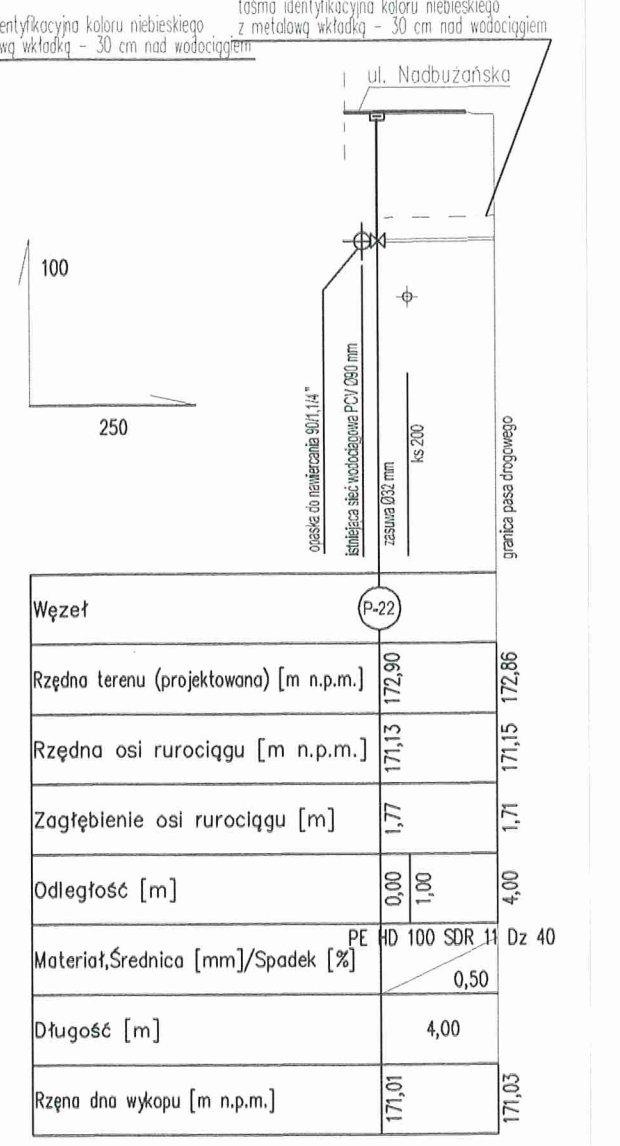 entyfikacyjna koloru niebieskiego
wą wkładką - 30 cm nad wodociągiem
taśma identyfikacyjna koloru niebieskiego
z metalową wkładką - 30 cm nad wodociągiem
ul. Nadbużańska
100
250
opaska do nawiercania 90/1,1/4"
istniejąca sieć wodociągowa PCV Ø90 mm
zasuwa Ø32 mm
ks 200
granica pasa drogowego
Węzeł P-22
Rzędna terenu (projektowana) [m n.p.m.] 172,90 172,86
Rzędna osi rurociągu [m n.p.m.] 171,13 171,15
Zagłębienie osi rurociągu [m] 1,77 1,71
Odległość [m] 0,00 1,00 4,00
PE HD 100 SDR 11 Dz 40
Materiał,Średnica [mm]/Spadek [%]
0,50
Długość [m] 4,00
Rzęna dna wykopu [m n.p.m.] 171,01 171,03